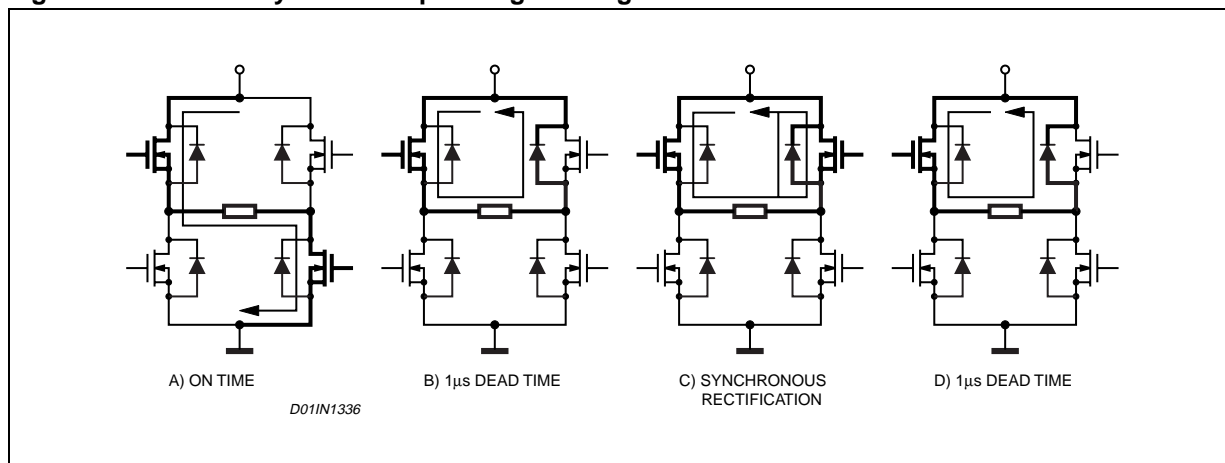 A) ON TIME
B) 1μs DEAD TIME
C) SYNCHRONOUS
RECTIFICATION
D) 1μs DEAD TIME
D01IN1336